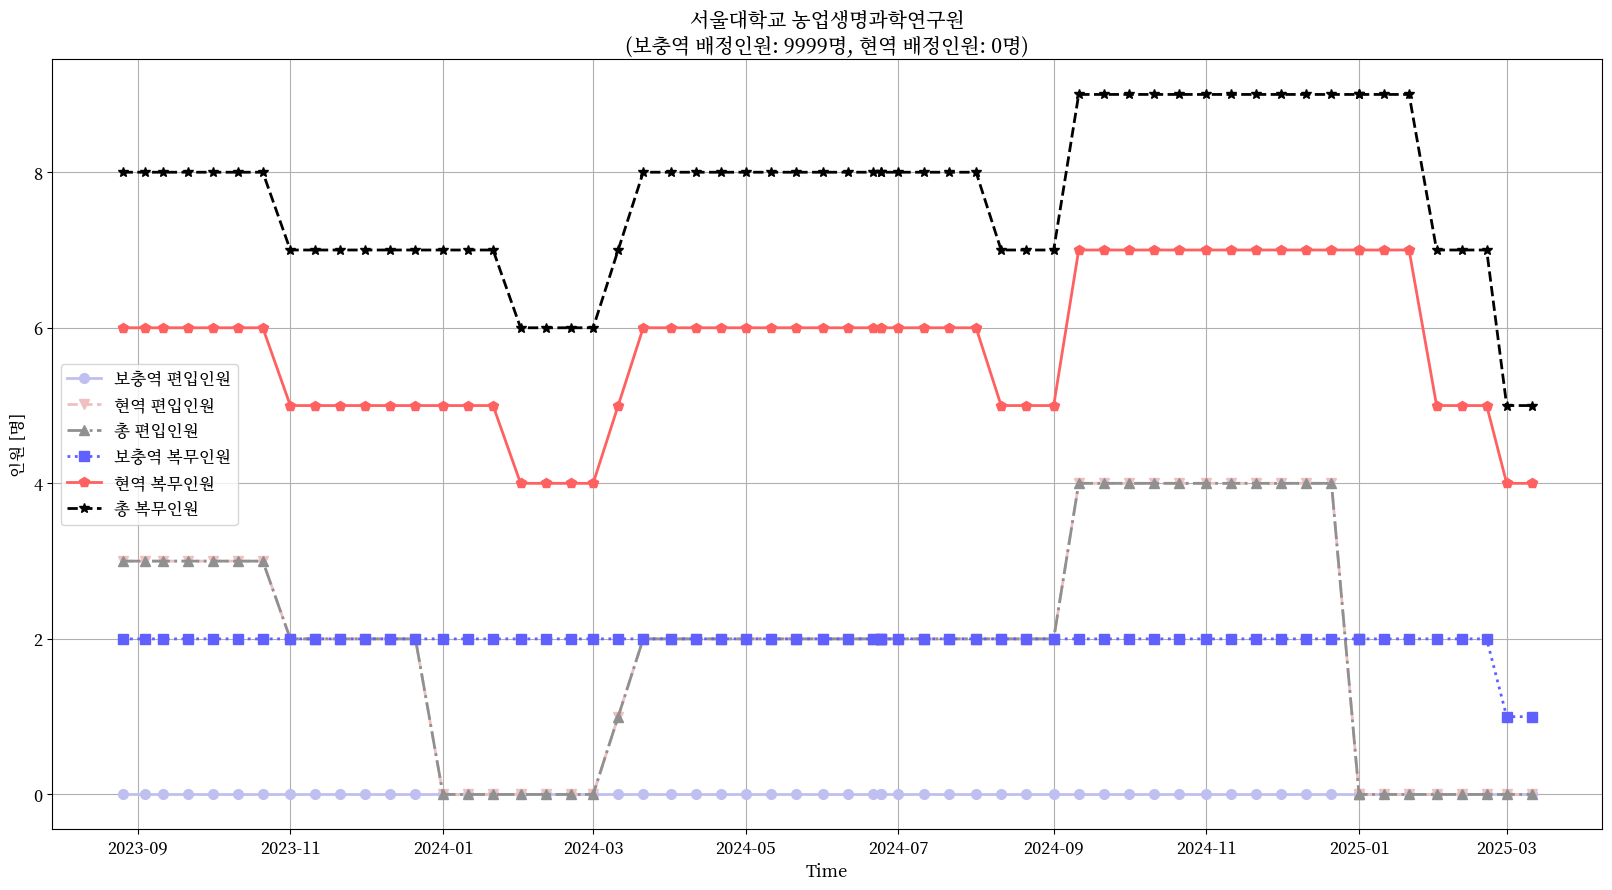 서울대학교 농업생명과학연구원
(보충역 배정인원: 9999명, 현역 배정인원: 0명)
인원 [명]
8
6
4
2
0
보충역 편입인원
현역 편입인원
총 편입인원
보충역 복무인원
현역 복무인원
총 복무인원
2023-09
2023-11
2024-01
2024-03
2024-05
2024-07
2024-09
2024-11
2025-01
2025-03
Time